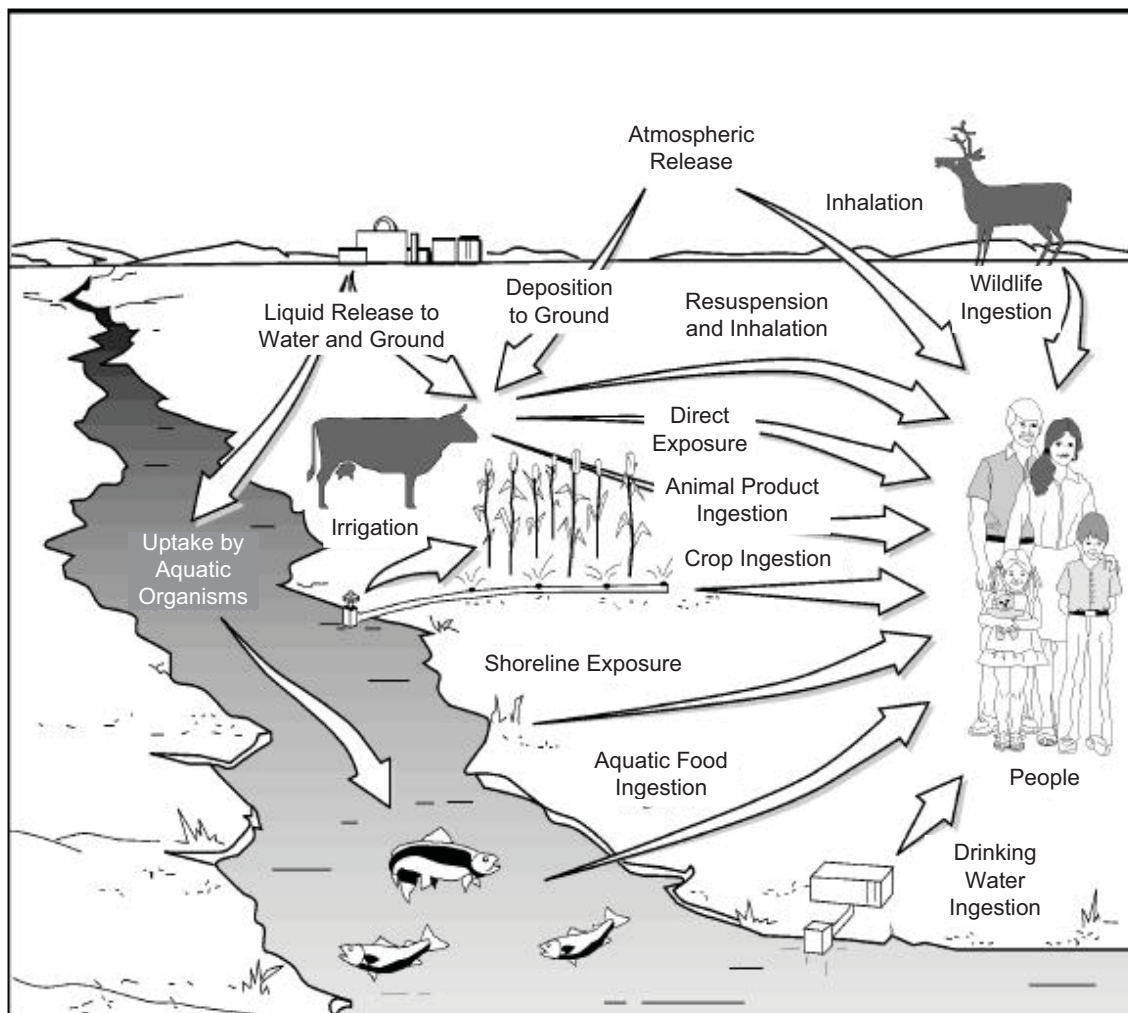 Atmospheric
Release
Inhalation
Wildlife
Ingestion
Deposition
to Ground
Resuspension
and Inhalation
Liquid Release to
Water and Ground
Direct
Exposure
Animal Product
Ingestion
Irrigation
Crop Ingestion
Uptake by
Aquatic
Organisms
Shoreline Exposure
Aquatic Food
Ingestion
People
Drinking
Water
Ingestion